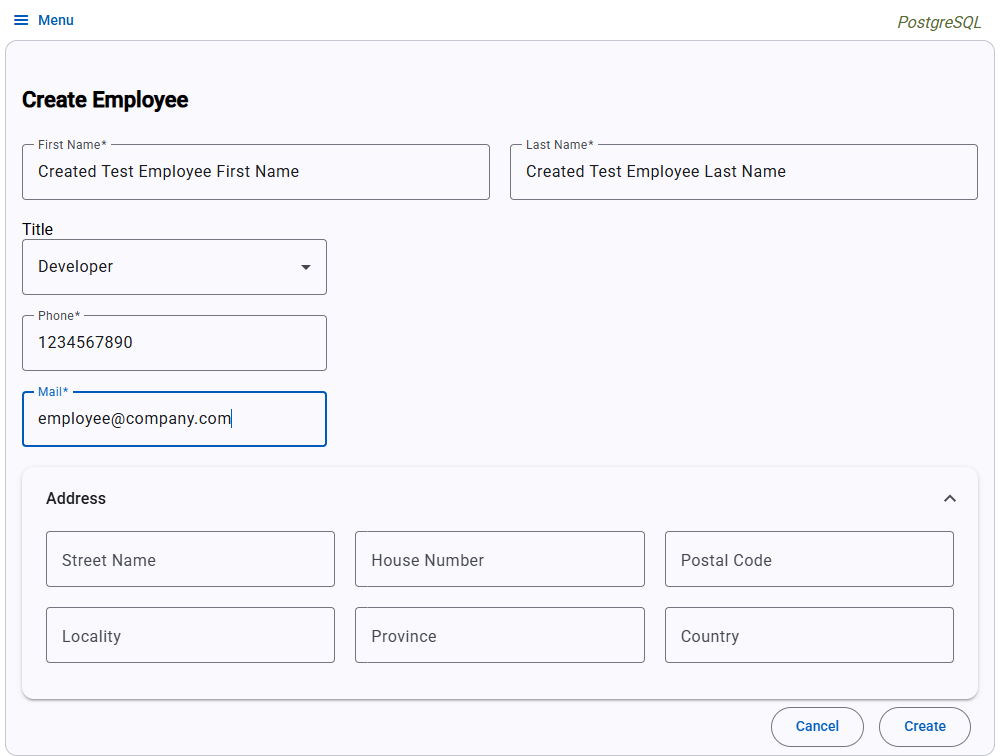 Menu
PostgreSQL
Create Employee
First Name*
Created Test Employee First Name
Last Name*
Created Test Employee Last Name
Title
Developer
Phone*
1234567890
Mail*
employee@company.com
Address
Street Name
House Number
Postal Code
Locality
Province
Country
Cancel
Create